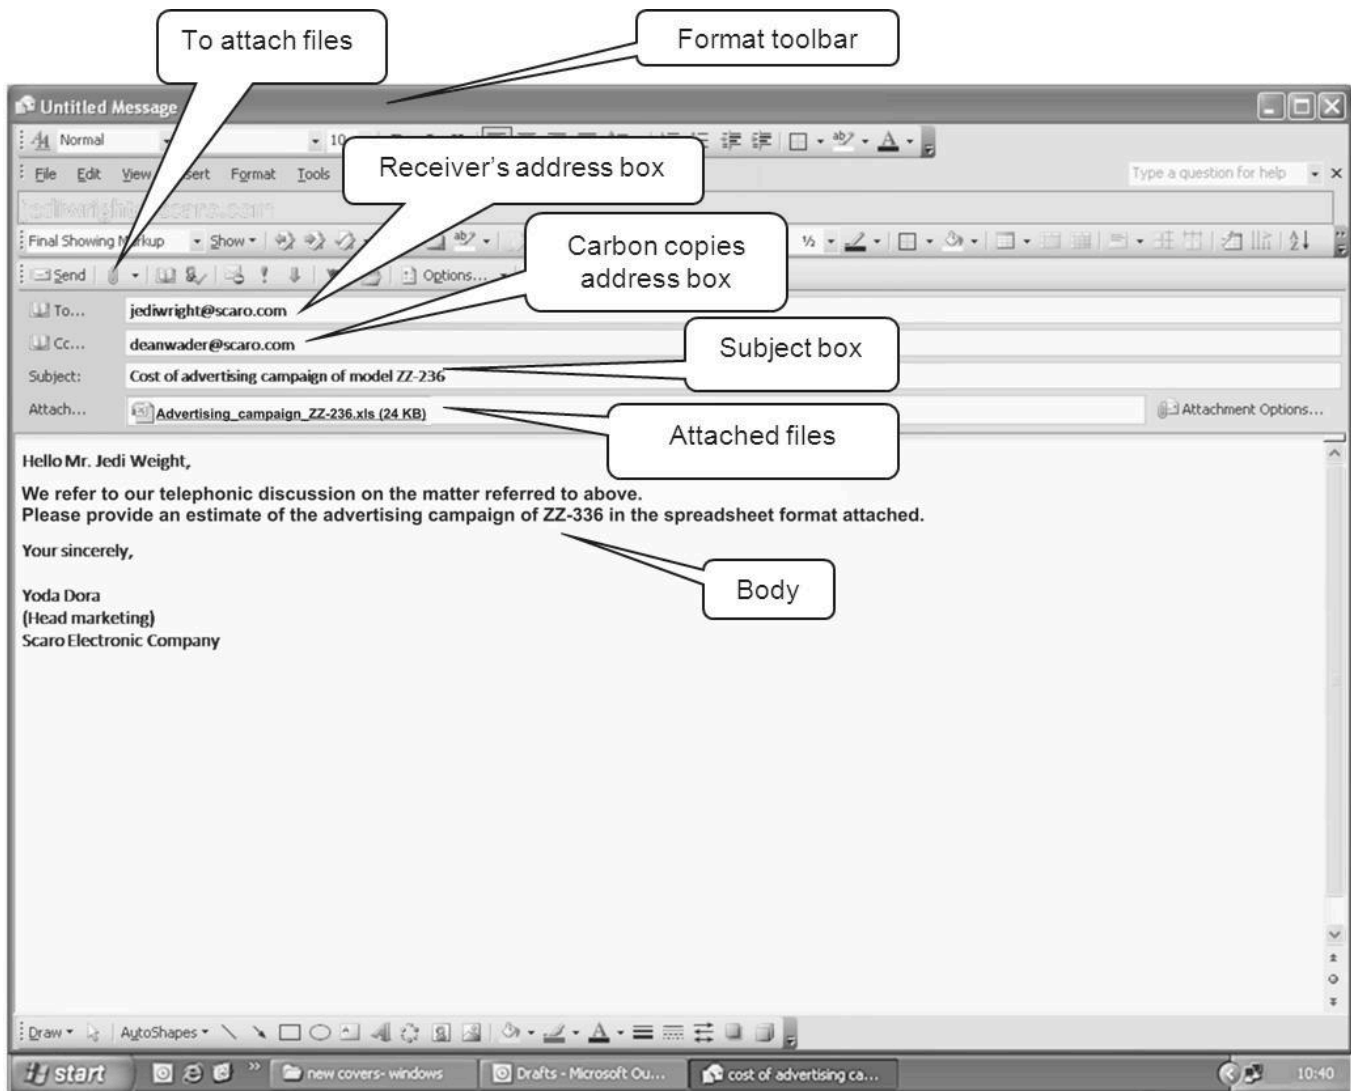 To attach files
Format toolbar
Untitled Message
Normal
10
Receiver's address box
File Edit View Insert Format Tools
Type a question for help
Final Showing Markup Show
Carbon copies
address box
Send Options...
To... jediwright@scaro.com
Cc... deanwader@scaro.com
Subject box
Subject: Cost of advertising campaign of model ZZ-236
Attach... Advertising_campaign_ZZ-236.xls (24 KB) Attachment Options...
Attached files
Hello Mr. Jedi Weight,
We refer to our telephonic discussion on the matter referred to above.
Please provide an estimate of the advertising campaign of ZZ-336 in the spreadsheet format attached.
Your sincerely,
Body
Yoda Dora
(Head marketing)
Scaro Electronic Company
Draw AutoShapes
start new covers- windows Drafts - Microsoft Ou... cost of advertising ca... 10:40